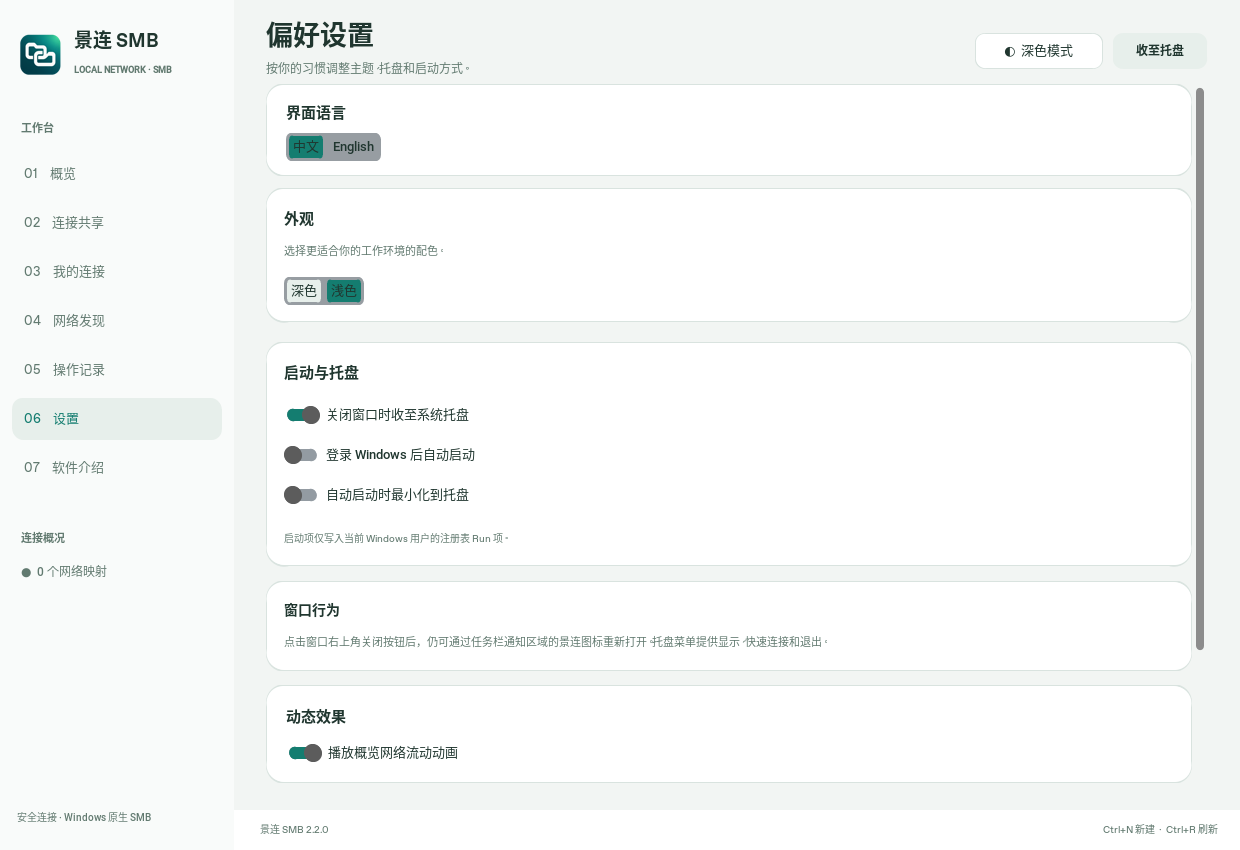 景连 SMB
LOCAL NETWORK · SMB
工作台
01 概览
02 连接共享
03 我的连接
04 网络发现
05 操作记录
06 设置
07 软件介绍
连接概况
0 个网络映射
安全连接 · Windows 原生 SMB
偏好设置
按你的习惯调整主题、托盘和启动方式。
深色模式
收至托盘
界面语言
中文 English
外观
选择更适合你的工作环境的配色。
深色 浅色
启动与托盘
关闭窗口时收至系统托盘
登录 Windows 后自动启动
自动启动时最小化到托盘
启动项仅写入当前 Windows 用户的注册表 Run 项。
窗口行为
点击窗口右上角关闭按钮后，仍可通过任务栏通知区域的景连图标重新打开。托盘菜单提供显示、快速连接和退出。
动态效果
播放概览网络流动动画
景连 SMB 2.2.0
Ctrl+N 新建 · Ctrl+R 刷新